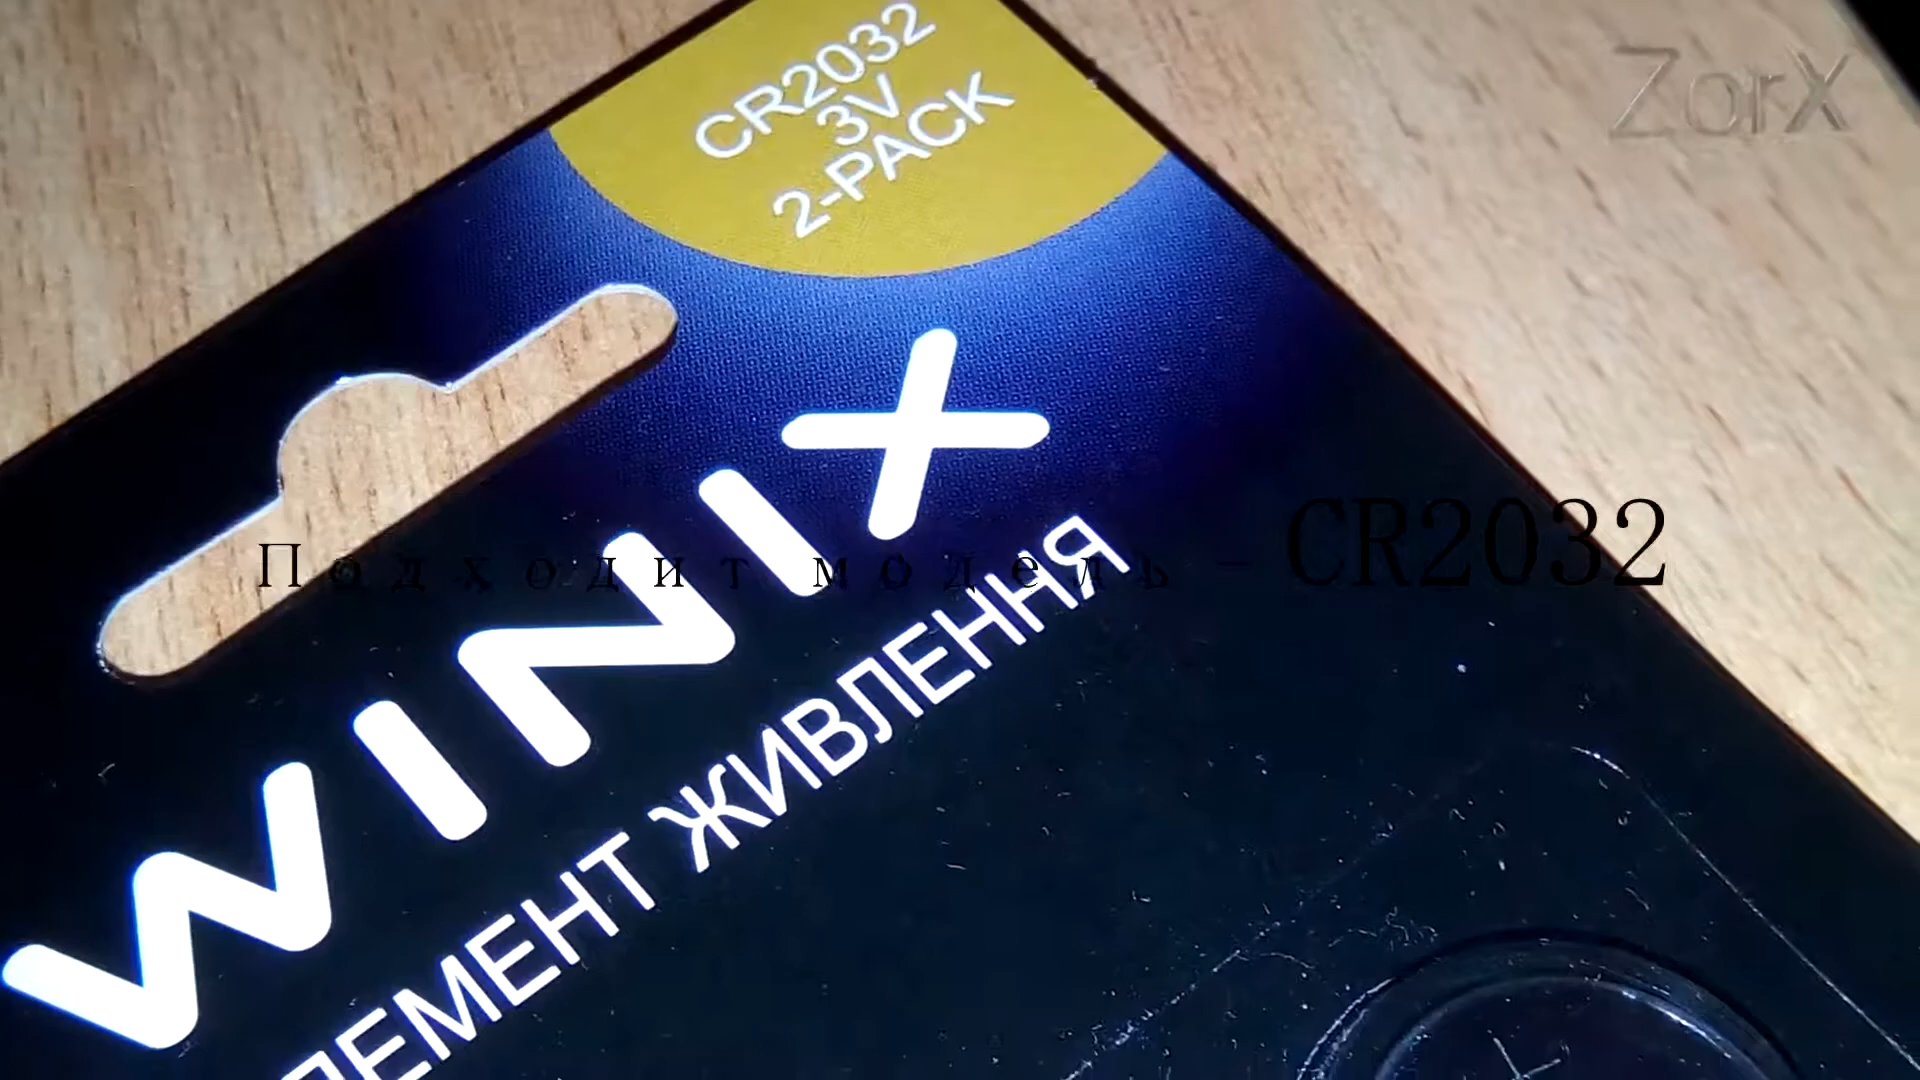 CR2032
3V
2-PACK
ZorX
WINIX
Подходит модель - CR2032
ЛЕМЕНТ ЖИВЛЕННЯ